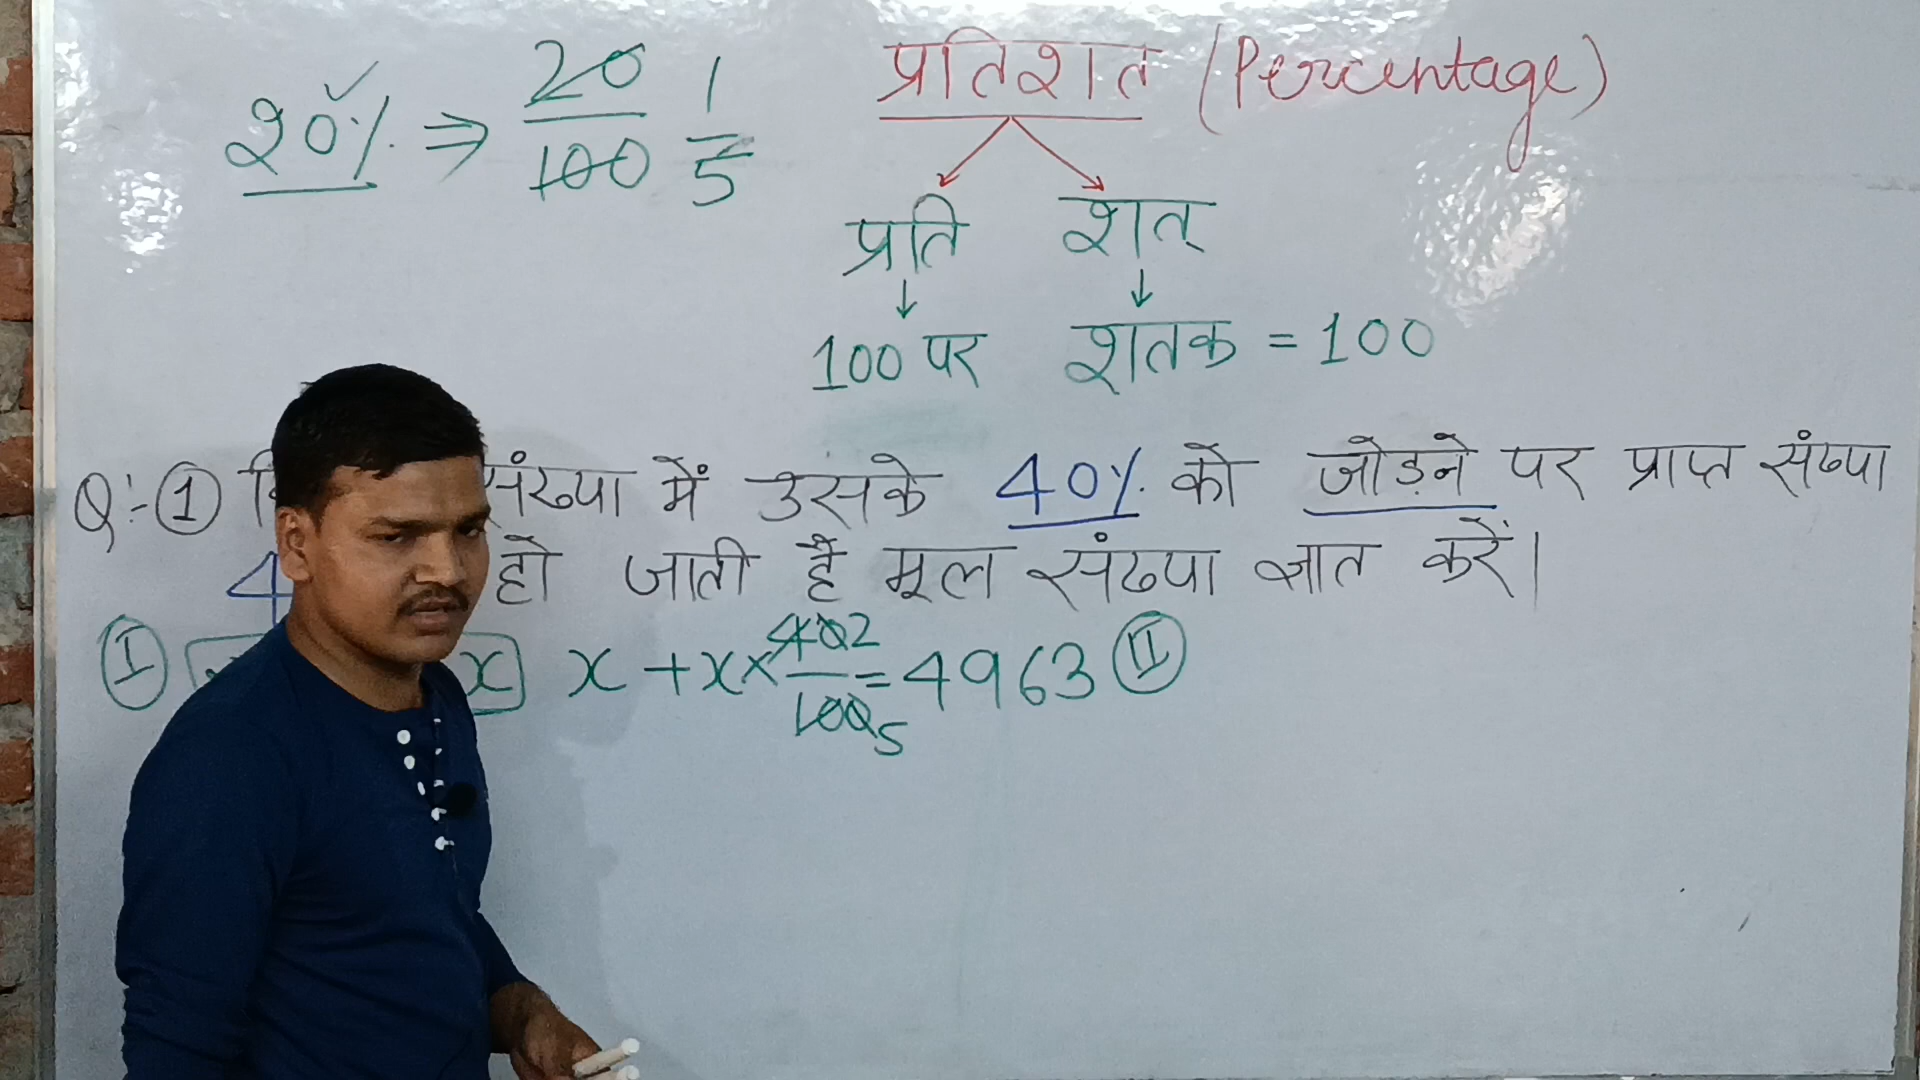 प्रतिशत (Percentage)
20% ⇒ 20/100 1/5
प्रति शत्
↓ ↓
100 पर शतक = 100
Q:-① संख्या में उसके 40% को जोड़ने पर प्राप्त संख्या
हो जाती है मूल संख्या ज्ञात करें।
Ⓘ x x + x × 40 2/100 5 = 4963 Ⓘ︎Ⓘ